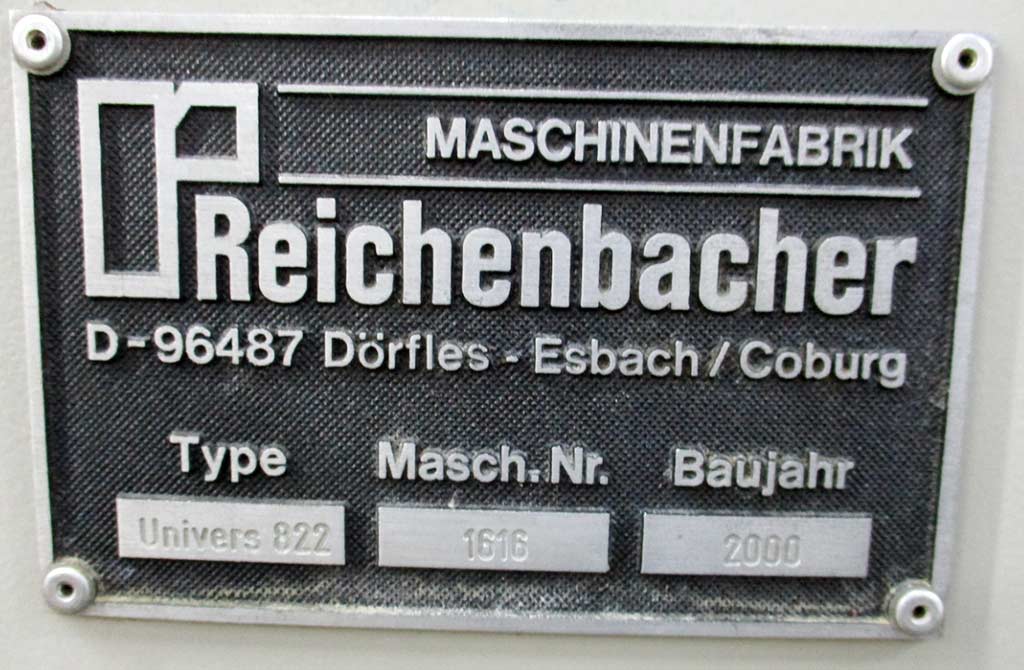 MASCHINENFABRIK
Reichenbacher
D-96487 Dörfles - Esbach / Coburg
Type Masch.Nr. Baujahr
Univers 822 1616 2000